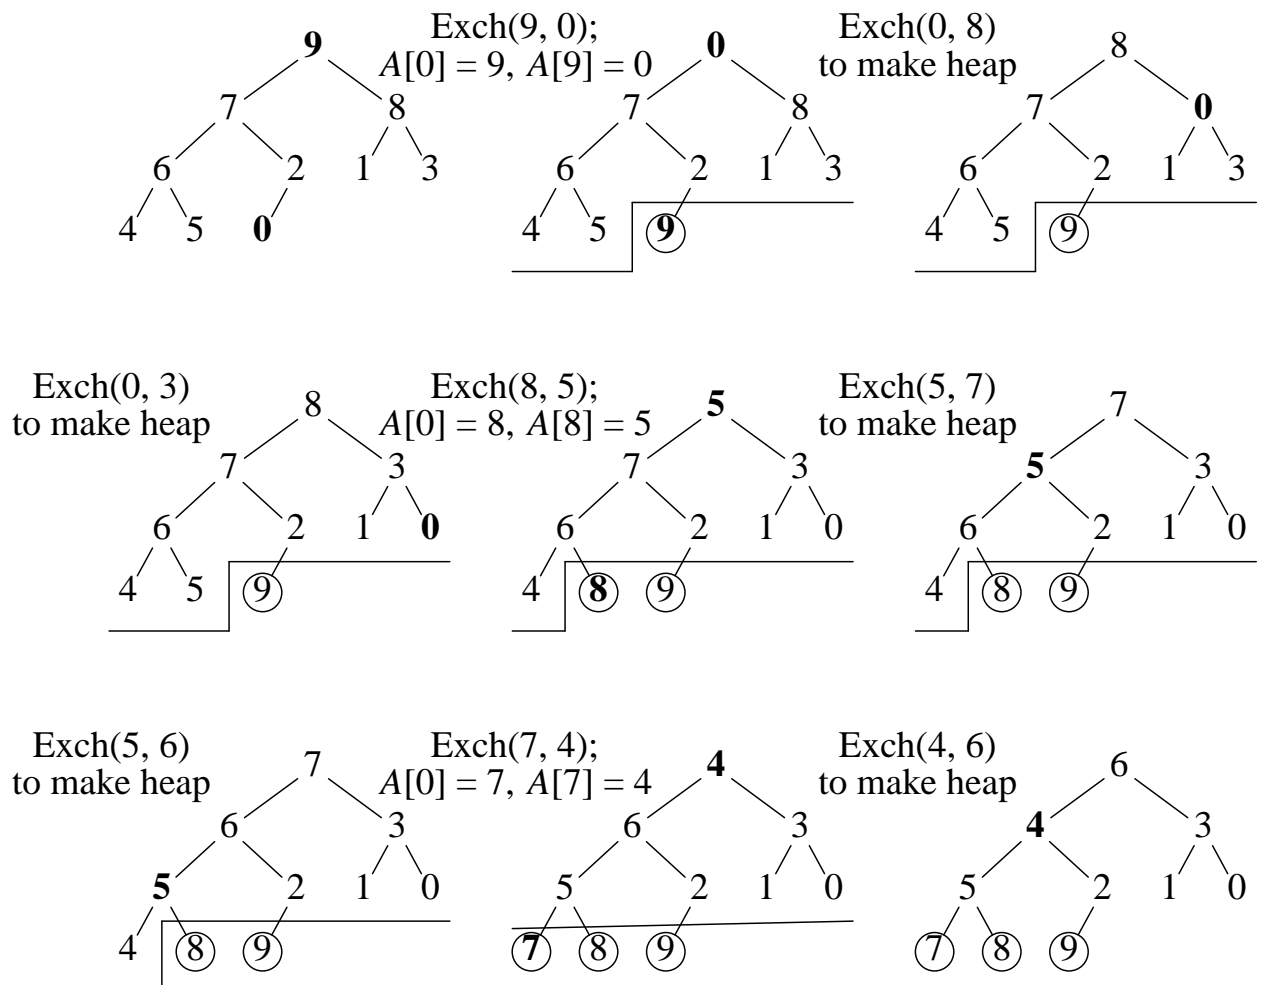 9
7 8
6 2 1 3
4 5 0
Exch(9, 0);
A[0] = 9, A[9] = 0
0
7 8
6 2 1 3
4 5 9
Exch(0, 8)
to make heap
8
7 0
6 2 1 3
4 5 9
Exch(0, 3)
to make heap
8
7 3
6 2 1 0
4 5 9
Exch(8, 5);
A[0] = 8, A[8] = 5
5
7 3
6 2 1 0
4 8 9
Exch(5, 7)
to make heap
7
5 3
6 2 1 0
4 8 9
Exch(5, 6)
to make heap
7
6 3
5 2 1 0
4 8 9
Exch(7, 4);
A[0] = 7, A[7] = 4
4
6 3
5 2 1 0
7 8 9
Exch(4, 6)
to make heap
6
4 3
5 2 1 0
7 8 9